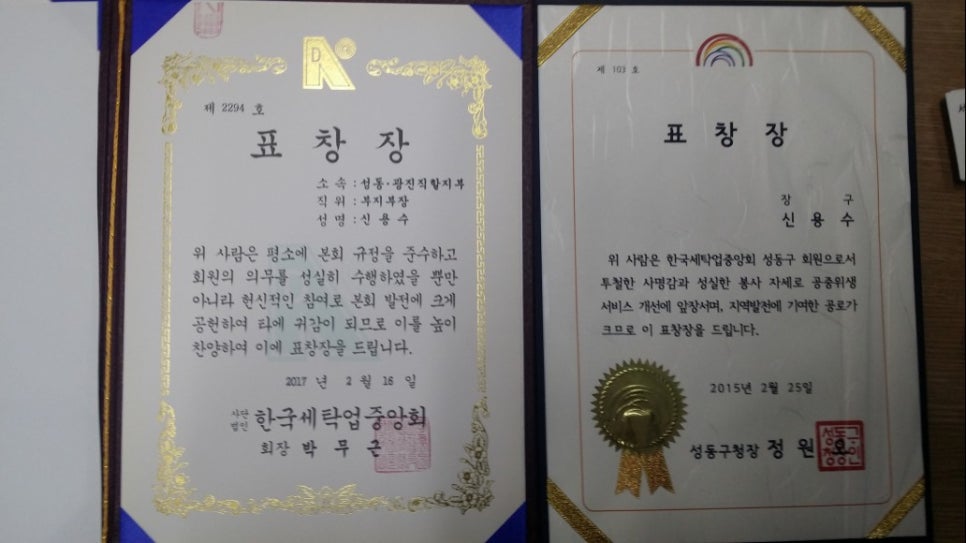 제 2294 호
표 창 장
소 속 : 성동·광진직할지부
직 위 : 부지부장
성 명 : 신 용 수
위 사람은 평소에 본회 규정을 준수하고
회원의 의무를 성실히 수행하였을 뿐만
아니라 헌신적인 참여로 본회 발전에 크게
공헌하여 타에 귀감이 되므로 이를 높이
찬양하여 이에 표창장을 드립니다.
2017 년 2 월 16 일
사단
법인 한국세탁업중앙회
회장 박 무 근
제 103 호
표 창 장
장 구
신 용 수
위 사람은 한국세탁업중앙회 성동구 회원으로서
투철한 사명감과 성실한 봉사 자세로 공중위생
서비스 개선에 앞장서며, 지역발전에 기여한 공로가
크므로 이 표창장을 드립니다.
2015년 2월 25일
성동구청장 정 원 오
성동구
청장인